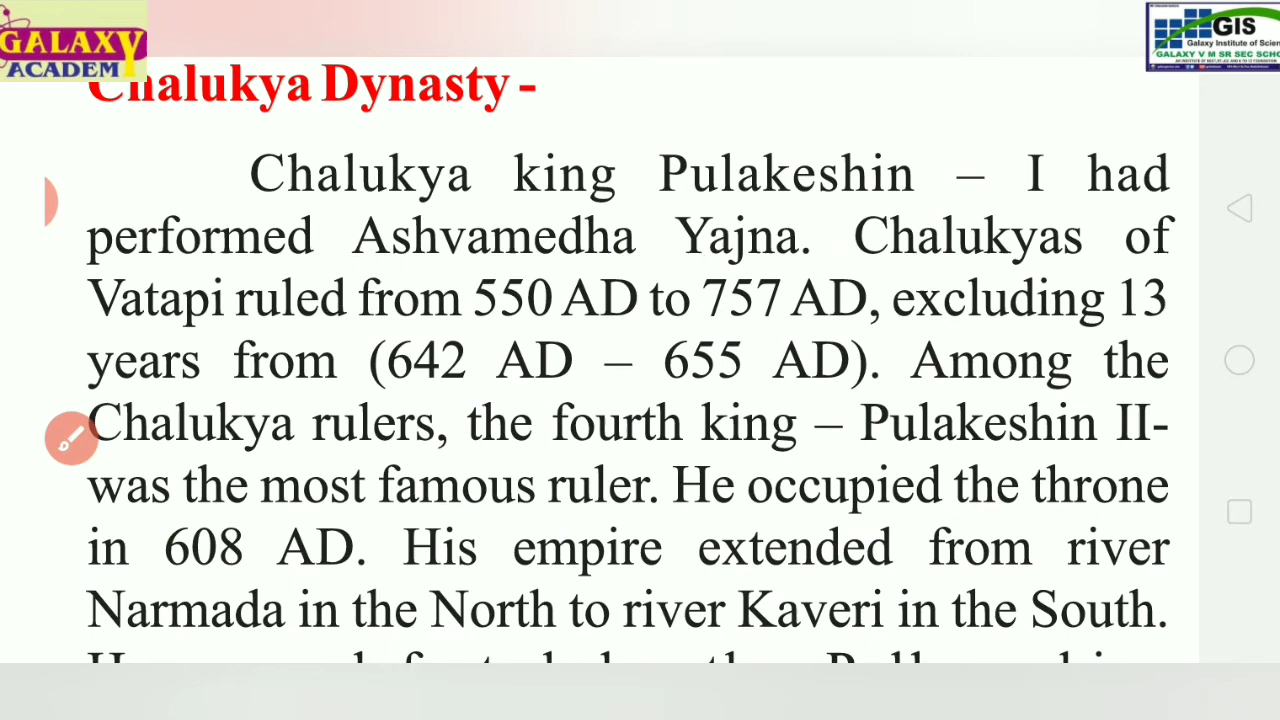 GALAXY
ACADEM
GIS
Galaxy Institute of Scien
GALAXY V M SR SEC SCHO
Chalukya Dynasty -
Chalukya king Pulakeshin – I had
performed Ashvamedha Yajna. Chalukyas of
Vatapi ruled from 550 AD to 757 AD, excluding 13
years from (642 AD – 655 AD). Among the
Chalukya rulers, the fourth king – Pulakeshin II-
was the most famous ruler. He occupied the throne
in 608 AD. His empire extended from river
Narmada in the North to river Kaveri in the South.